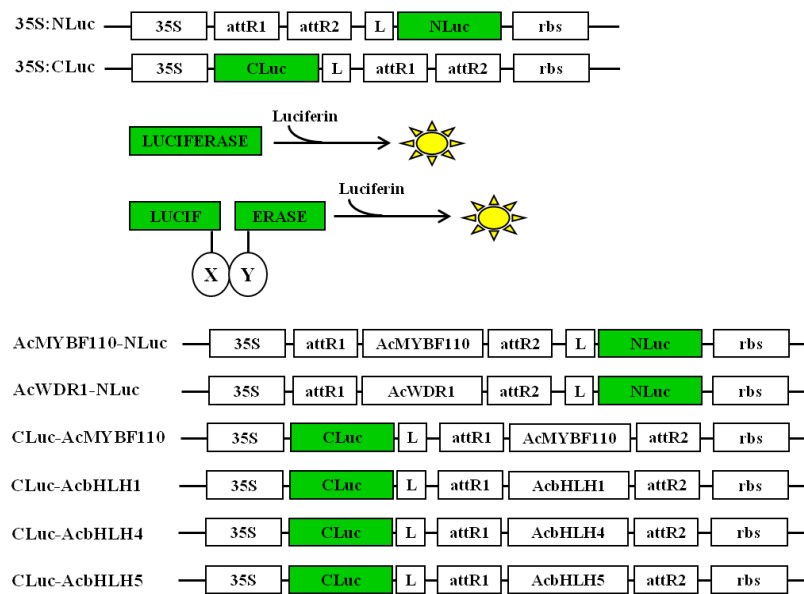 35S:NLuc 35S attR1 attR2 L NLuc rbs
35S:CLuc 35S CLuc L attR1 attR2 rbs
Luciferin
LUCIFERASE
Luciferin
LUCIF ERASE
X Y
AcMYBF110-NLuc 35S attR1 AcMYBF110 attR2 L NLuc rbs
AcWDR1-NLuc 35S attR1 AcWDR1 attR2 L NLuc rbs
CLuc-AcMYBF110 35S CLuc L attR1 AcMYBF110 attR2 rbs
CLuc-AcbHLH1 35S CLuc L attR1 AcbHLH1 attR2 rbs
CLuc-AcbHLH4 35S CLuc L attR1 AcbHLH4 attR2 rbs
CLuc-AcbHLH5 35S CLuc L attR1 AcbHLH5 attR2 rbs